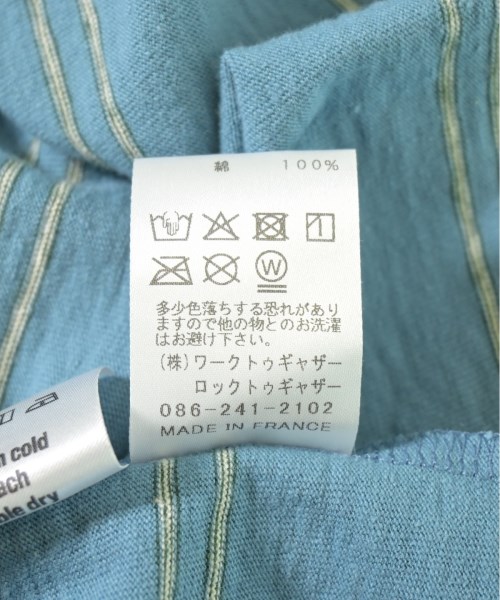 綿 100%
W
多少色落ちする恐れがあり
ますので他の物とのお洗濯
はお避け下さい。
(株)ワークトゥギャザー
ロックトゥギャザー
086-241-2102
MADE IN FRANCE
cold
dry